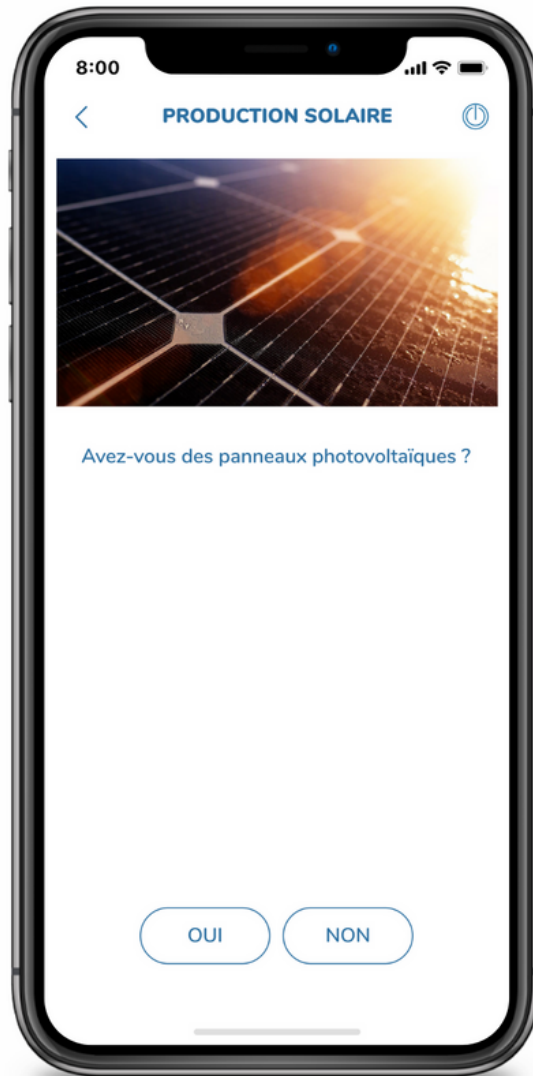 8:00
PRODUCTION SOLAIRE
Avez-vous des panneaux photovoltaïques ?
OUI
NON